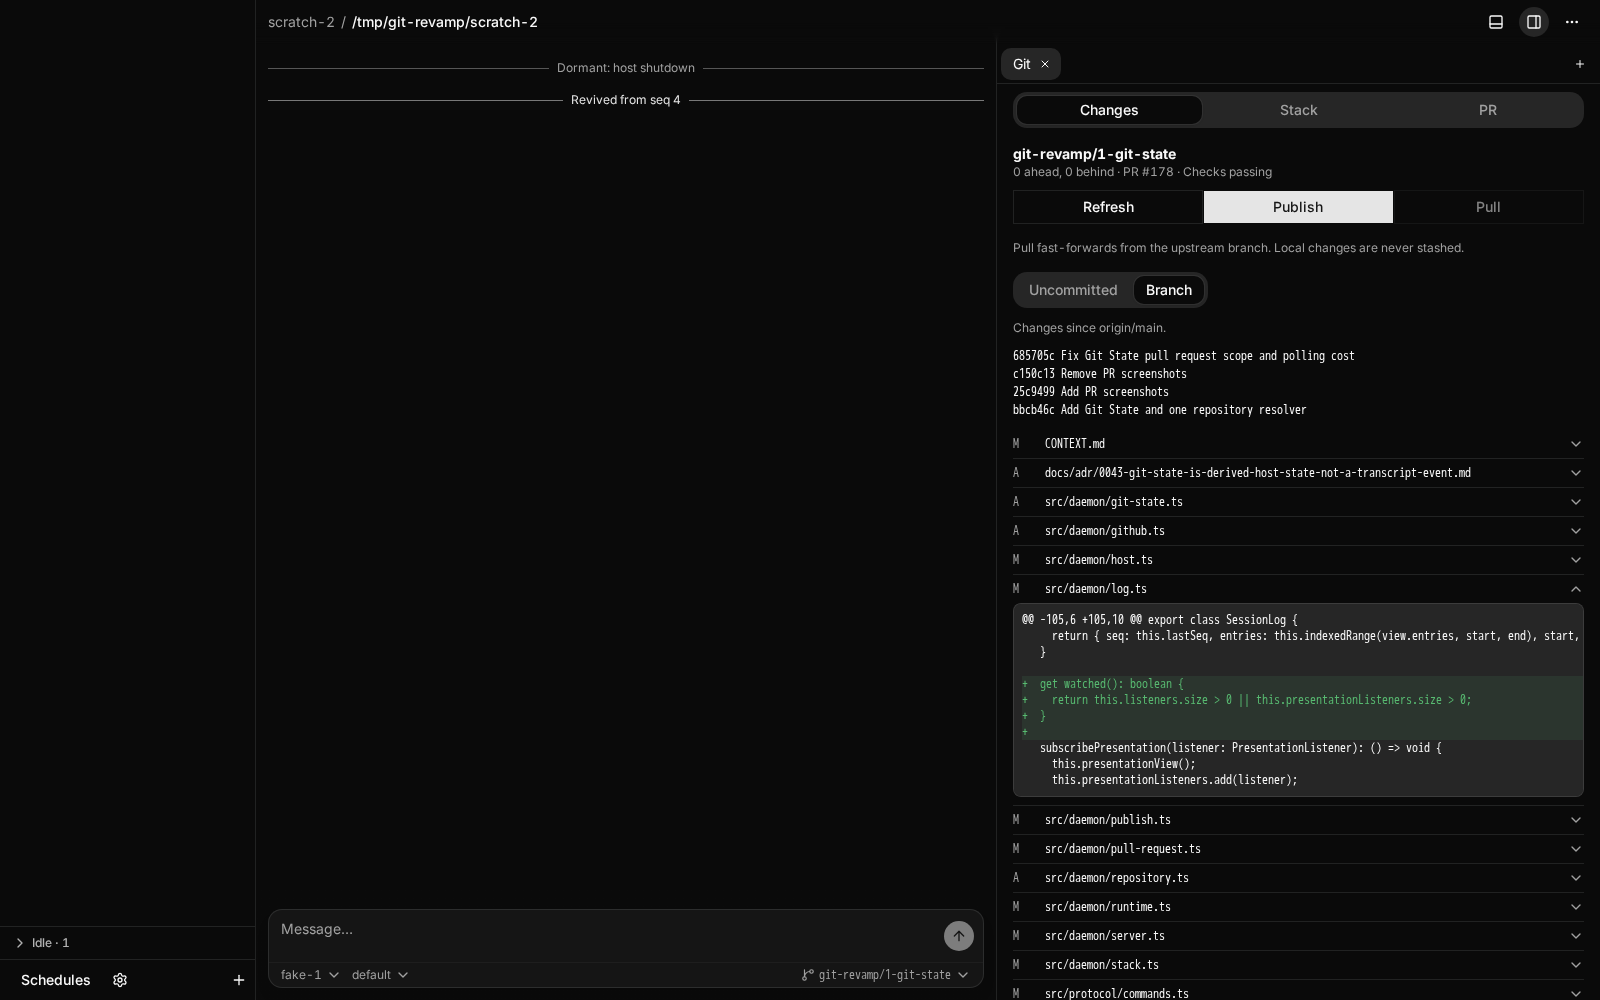 scratch-2 / /tmp/git-revamp/scratch-2
Dormant: host shutdown
Revived from seq 4
Idle · 1
Schedules
Message...
fake-1 default git-revamp/1-git-state
Git
Changes Stack PR
git-revamp/1-git-state
0 ahead, 0 behind · PR #178 · Checks passing
Refresh Publish Pull
Pull fast-forwards from the upstream branch. Local changes are never stashed.
Uncommitted Branch
Changes since origin/main.
685705c Fix Git State pull request scope and polling cost
c150c13 Remove PR screenshots
25c9499 Add PR screenshots
bbcb46c Add Git State and one repository resolver
M CONTEXT.md
A docs/adr/0043-git-state-is-derived-host-state-not-a-transcript-event.md
A src/daemon/git-state.ts
A src/daemon/github.ts
M src/daemon/host.ts
M src/daemon/log.ts
@@ -105,6 +105,10 @@ export class SessionLog {
return { seq: this.lastSeq, entries: this.indexedRange(view.entries, start, end), start,
}
+ get watched(): boolean {
+ return this.listeners.size > 0 || this.presentationListeners.size > 0;
+ }
+
subscribePresentation(listener: PresentationListener): () => void {
this.presentationView();
this.presentationListeners.add(listener);
M src/daemon/publish.ts
M src/daemon/pull-request.ts
A src/daemon/repository.ts
M src/daemon/runtime.ts
M src/daemon/server.ts
M src/daemon/stack.ts
M src/protocol/commands.ts